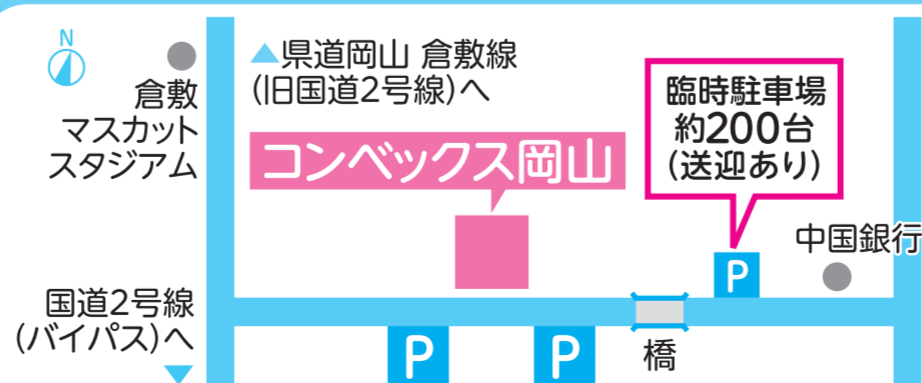 N
倉敷
マスカット
スタジアム
▲県道岡山 倉敷線
(旧国道2号線)へ
コンベックス岡山
臨時駐車場
約200台
(送迎あり)
中国銀行
P
国道2号線
(バイパス)へ
▼
P
P
橋